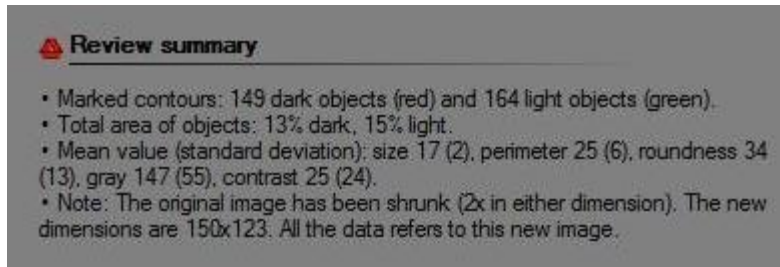 Review summary
• Marked contours: 149 dark objects (red) and 164 light objects (green).
• Total area of objects: 13% dark, 15% light.
• Mean value (standard deviation): size 17 (2), perimeter 25 (6), roundness 34
(13), gray 147 (55), contrast 25 (24).
• Note: The original image has been shrunk (2x in either dimension). The new
dimensions are 150x123. All the data refers to this new image.